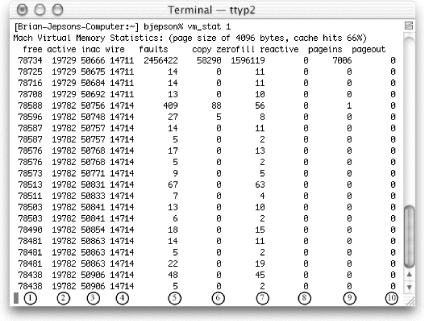 Terminal — ttyp2
[Brian-Jepsons-Computer:~] bjepson% vm_stat 1
Mach Virtual Memory Statistics: (page size of 4096 bytes, cache hits 66%)
free active inac wire faults copy zerofill reactive pageins pageout
78734 19729 50666 14711 2456422 58290 1596119 0 7006 0
78725 19729 50675 14711 14 0 11 0 0 0
78716 19729 50684 14711 14 0 11 0 0 0
78708 19729 50692 14711 13 0 10 0 0 0
78588 19782 50756 14714 409 88 56 0 1 0
78596 19782 50748 14714 27 5 8 0 0 0
78587 19782 50757 14714 14 0 11 0 0 0
78587 19782 50757 14714 5 0 2 0 0 0
78576 19782 50768 14714 17 0 13 0 0 0
78576 19782 50768 14714 5 0 2 0 0 0
78573 19782 50771 14714 9 0 5 0 0 0
78513 19782 50831 14714 67 0 63 0 0 0
78511 19782 50833 14714 7 0 4 0 0 0
78503 19782 50841 14714 13 0 10 0 0 0
78503 19782 50841 14714 6 0 2 0 0 0
78490 19782 50854 14714 18 0 15 0 0 0
78481 19782 50863 14714 14 0 11 0 0 0
78481 19782 50863 14714 5 0 2 0 0 0
78481 19782 50863 14714 22 0 19 0 0 0
78438 19782 50906 14714 48 0 45 0 0 0
78438 19782 50906 14714 5 0 2 0 0 0
1 2 3 4 5 6 7 8 9 10